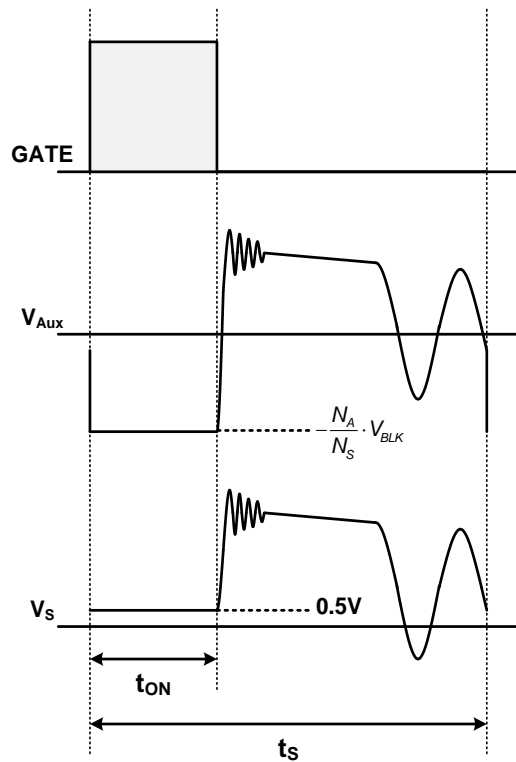 GATE
V_Aux
-N_A/N_S · V_BLK
V_S
0.5V
t_ON
t_S